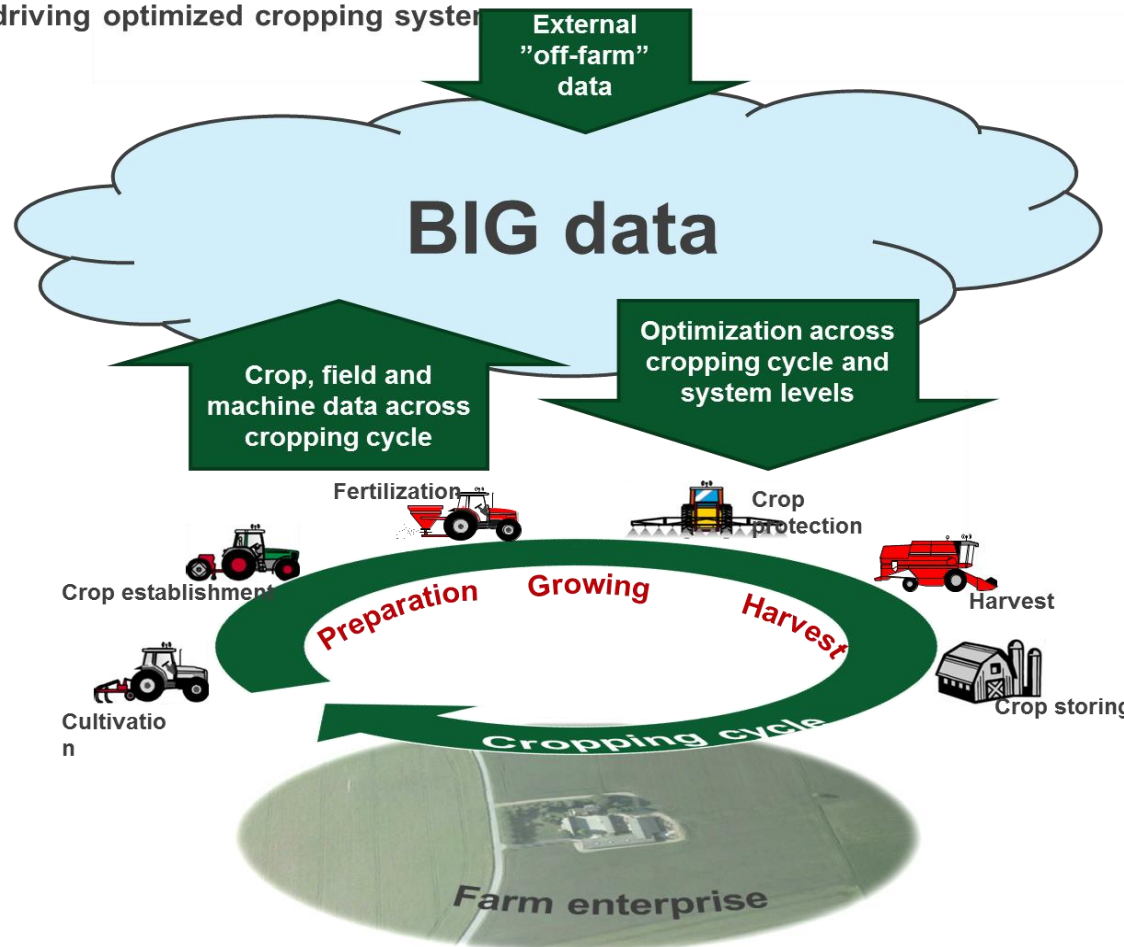 driving optimized cropping system
External
”off-farm”
data
BIG data
Optimization across
cropping cycle and
system levels
Crop, field and
machine data across
cropping cycle
Fertilization
Crop
protection
Crop establishment
Preparation
Growing
Harvest
Harvest
Cultivatio
n
Crop storing
Cropping cycle
Farm enterprise